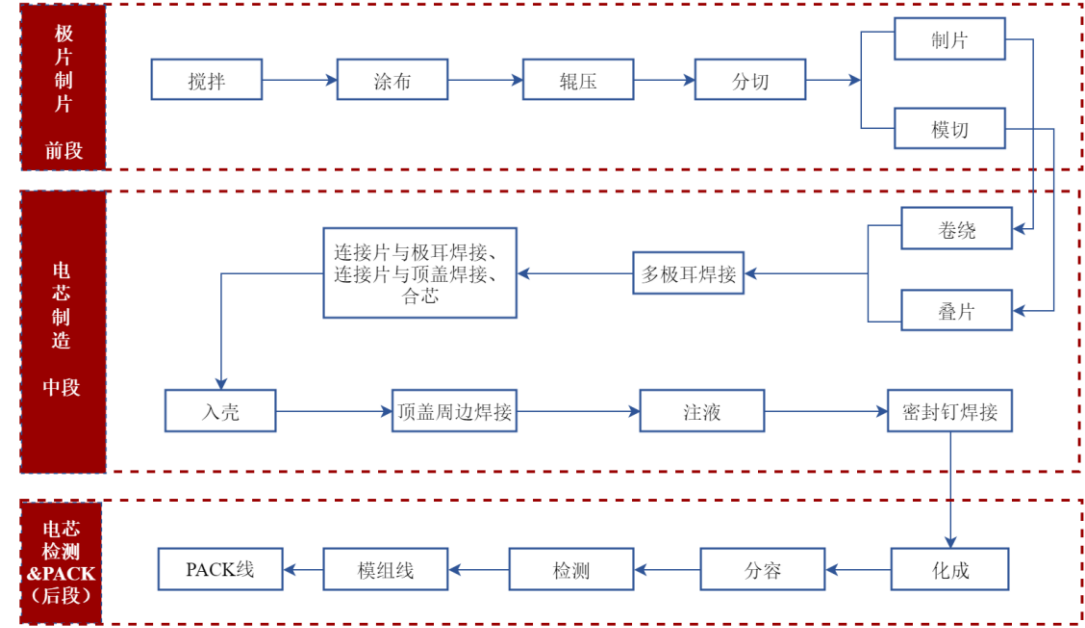 极
片
制
片
前段
搅拌
涂布
辊压
分切
制片
模切
电
芯
制
造
中段
卷绕
叠片
多极耳焊接
连接片与极耳焊接、
连接片与顶盖焊接、
合芯
入壳
顶盖周边焊接
注液
密封钉焊接
电芯
检测
&PACK
（后段）
化成
分容
检测
模组线
PACK线